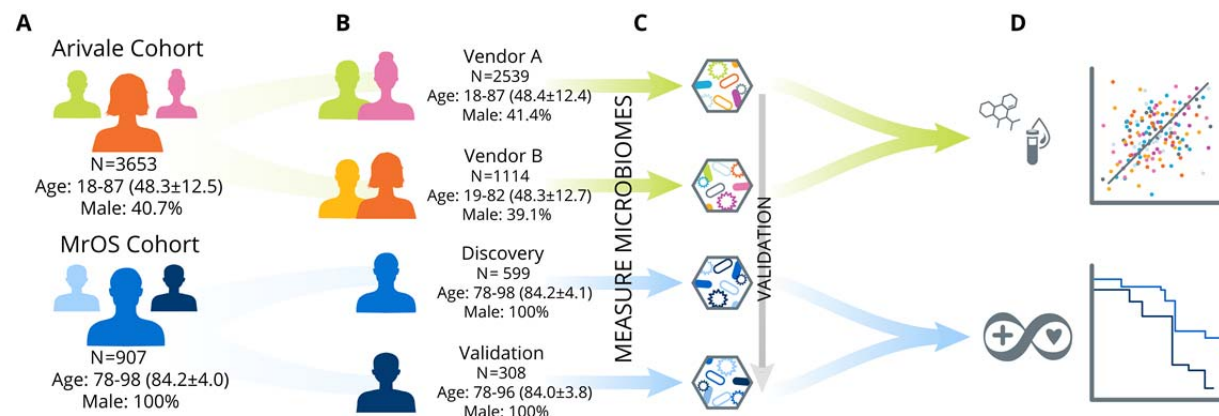 A
B
C
D
Arivale Cohort
N=3653
Age: 18-87 (48.3±12.5)
Male: 40.7%
MrOS Cohort
N=907
Age: 78-98 (84.2±4.0)
Male: 100%
Vendor A
N=2539
Age: 18-87 (48.4±12.4)
Male: 41.4%
Vendor B
N=1114
Age: 19-82 (48.3±12.7)
Male: 39.1%
Discovery
N= 599
Age: 78-98 (84.2±4.1)
Male: 100%
Validation
N=308
Age: 78-96 (84.0±3.8)
Male: 100%
MEASURE MICROBIOMES
VALIDATION